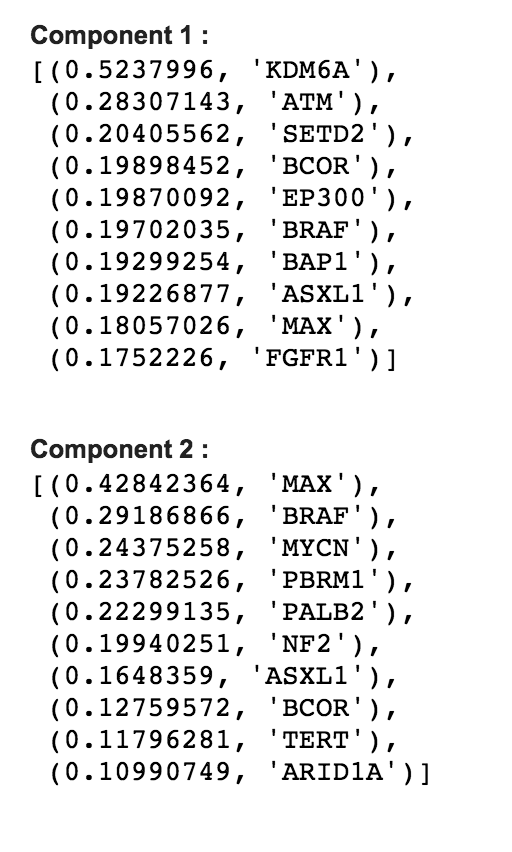 Component 1 :
[(0.5237996, 'KDM6A'),
(0.28307143, 'ATM'),
(0.20405562, 'SETD2'),
(0.19898452, 'BCOR'),
(0.19870092, 'EP300'),
(0.19702035, 'BRAF'),
(0.19299254, 'BAP1'),
(0.19226877, 'ASXL1'),
(0.18057026, 'MAX'),
(0.1752226, 'FGFR1')]
Component 2 :
[(0.42842364, 'MAX'),
(0.29186866, 'BRAF'),
(0.24375258, 'MYCN'),
(0.23782526, 'PBRM1'),
(0.22299135, 'PALB2'),
(0.19940251, 'NF2'),
(0.1648359, 'ASXL1'),
(0.12759572, 'BCOR'),
(0.11796281, 'TERT'),
(0.10990749, 'ARID1A')]